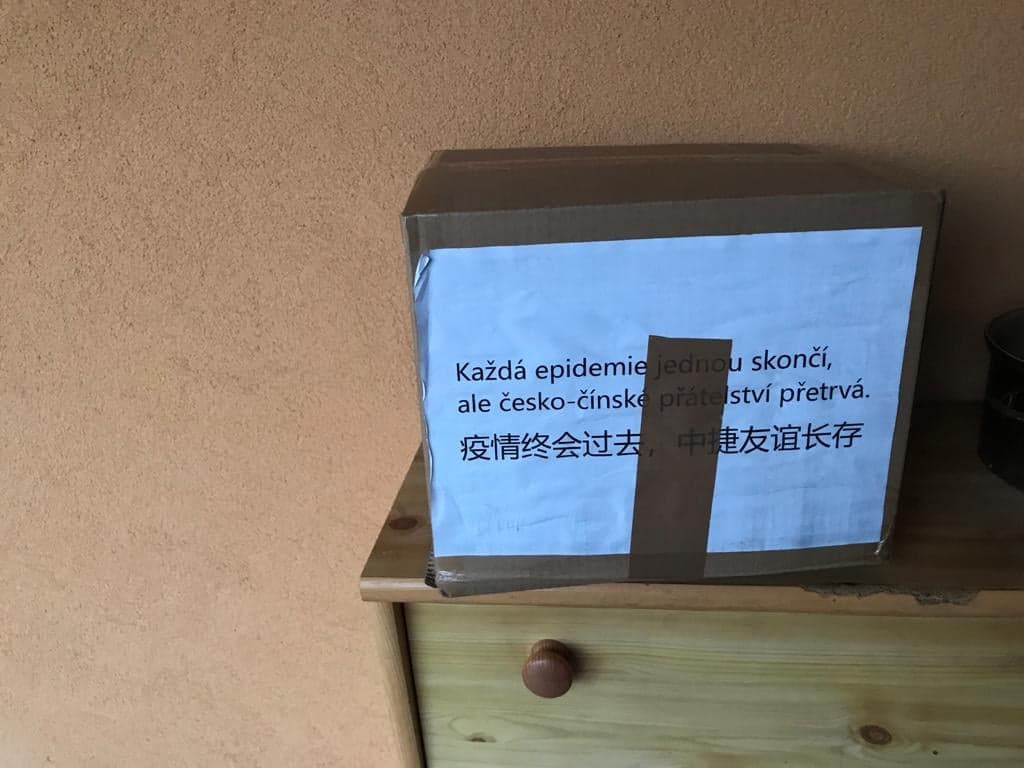 Každá epidemie jednou skončí,
ale česko-čínské přátelství přetrvá.
疫情终会过去，中捷友谊长存